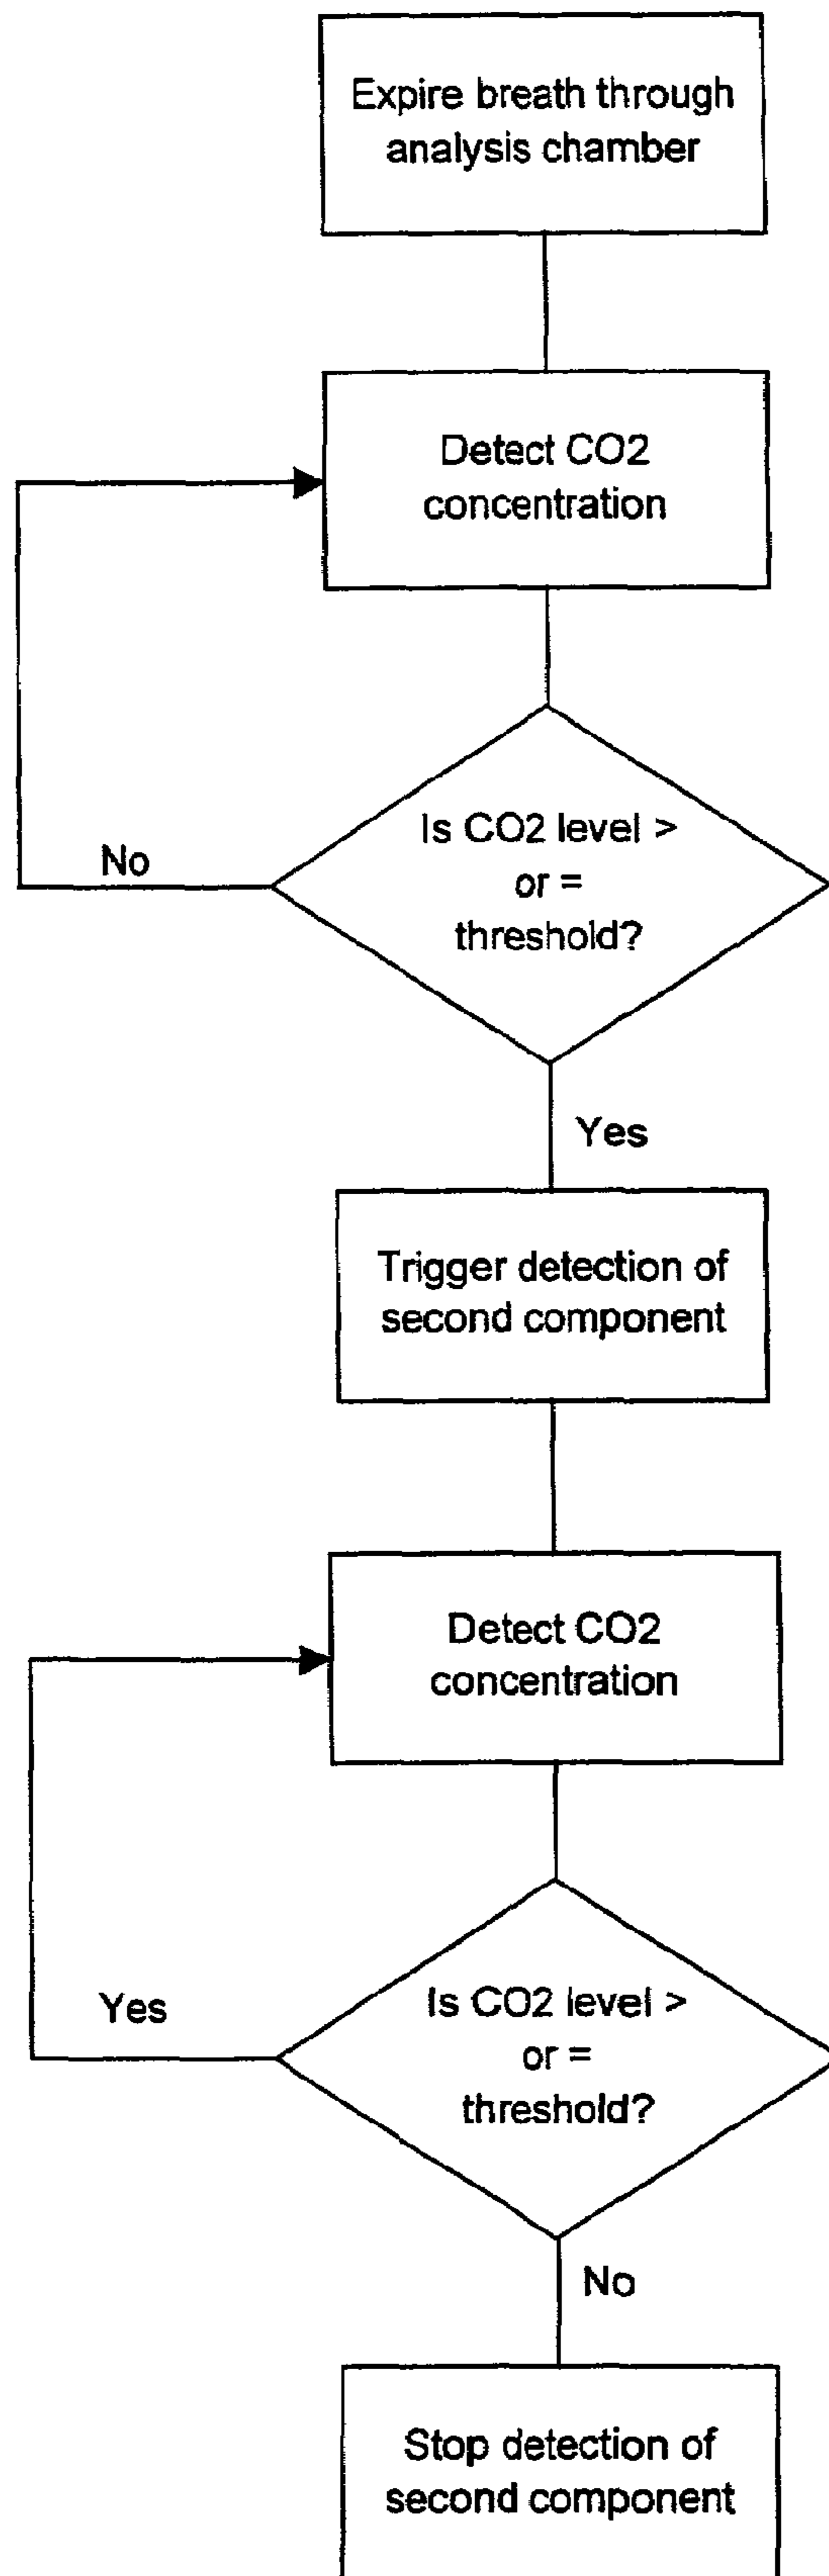 Expire breath through
analysis chamber
Detect CO2
concentration
Is CO2 level >
or =
threshold?
No
Yes
Trigger detection of
second component
Detect CO2
concentration
Is CO2 level >
or =
threshold?
Yes
No
Stop detection of
second component